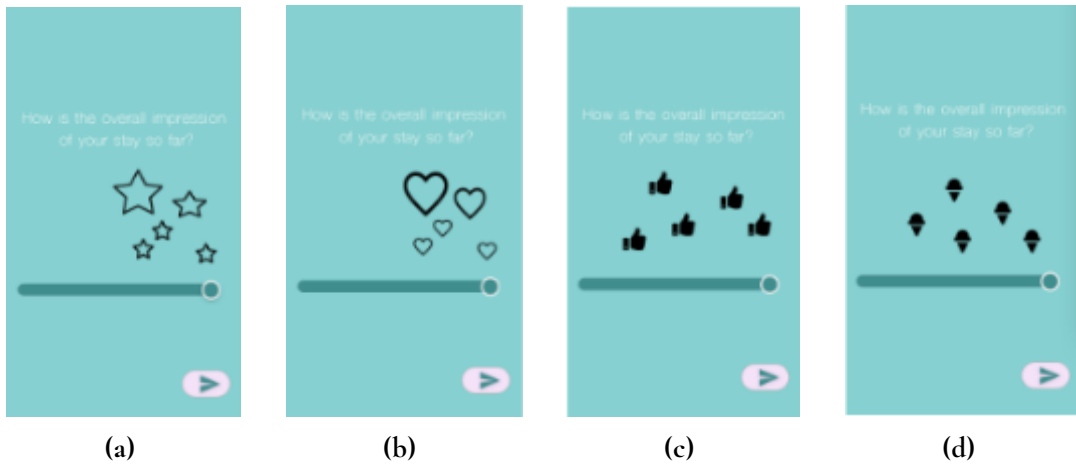 How is the overall impression
of your stay so far?
How is the overall impression
of your stay so far?
How is the overall impression
of your stay so far?
How is the overall impression
of your stay so far?
(a)
(b)
(c)
(d)